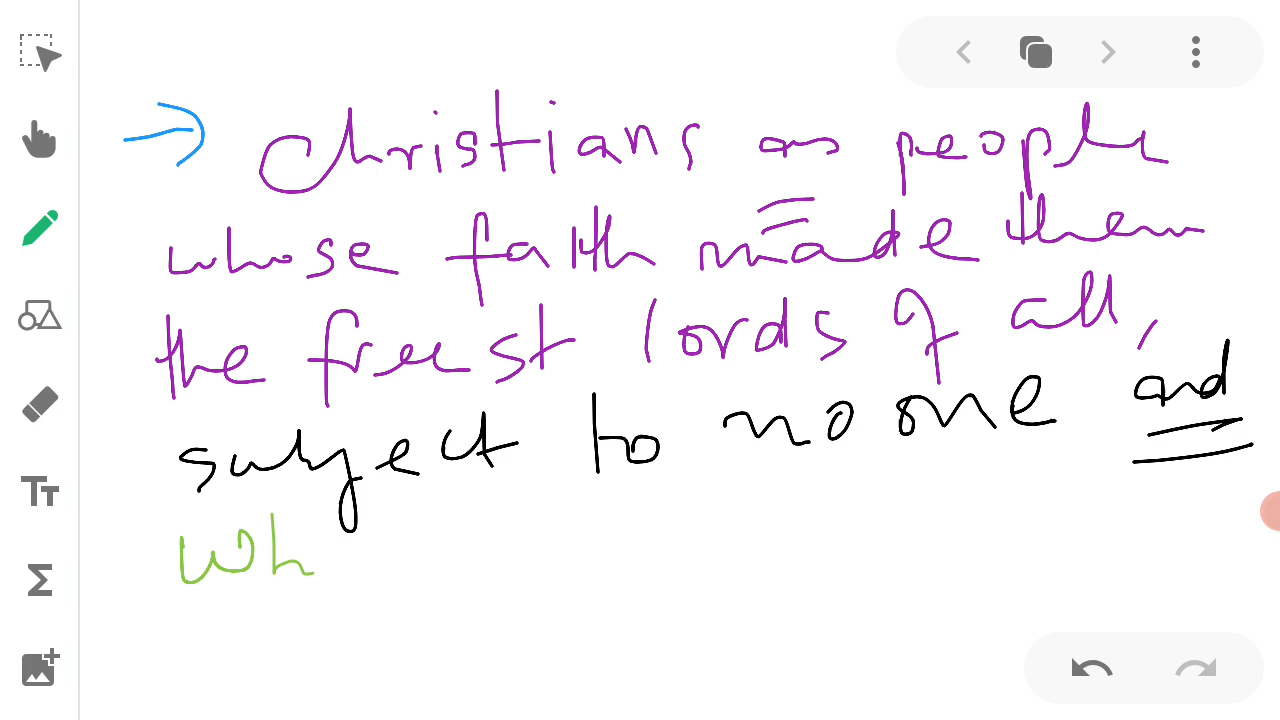 → Christians as people
whose faith made them
the freest lords of all,
subject to no one and
Wh